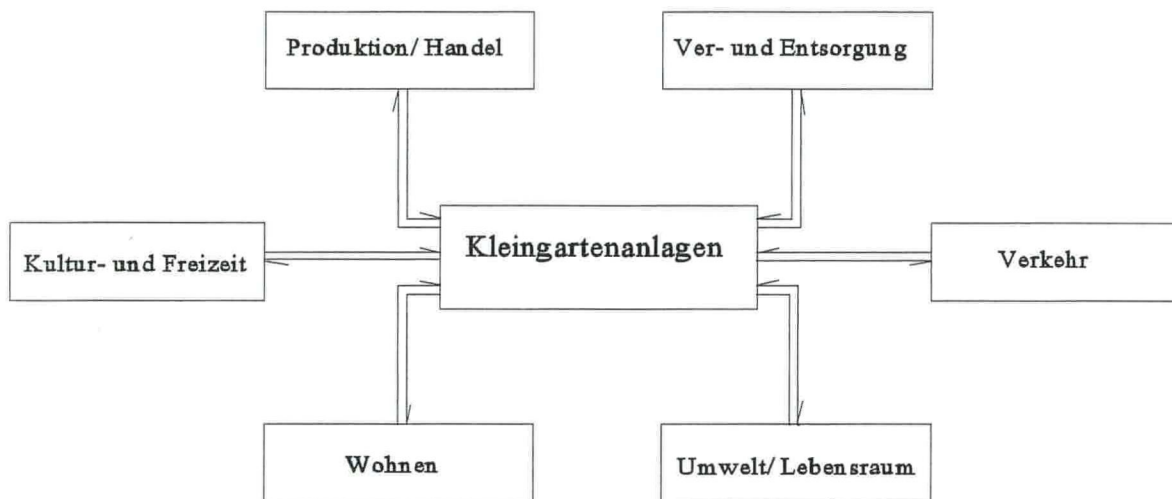 Produktion/ Handel
Ver- und Entsorgung
Kleingartenanlagen
Kultur- und Freizeit
Verkehr
Wohnen
Umwelt/ Lebensraum